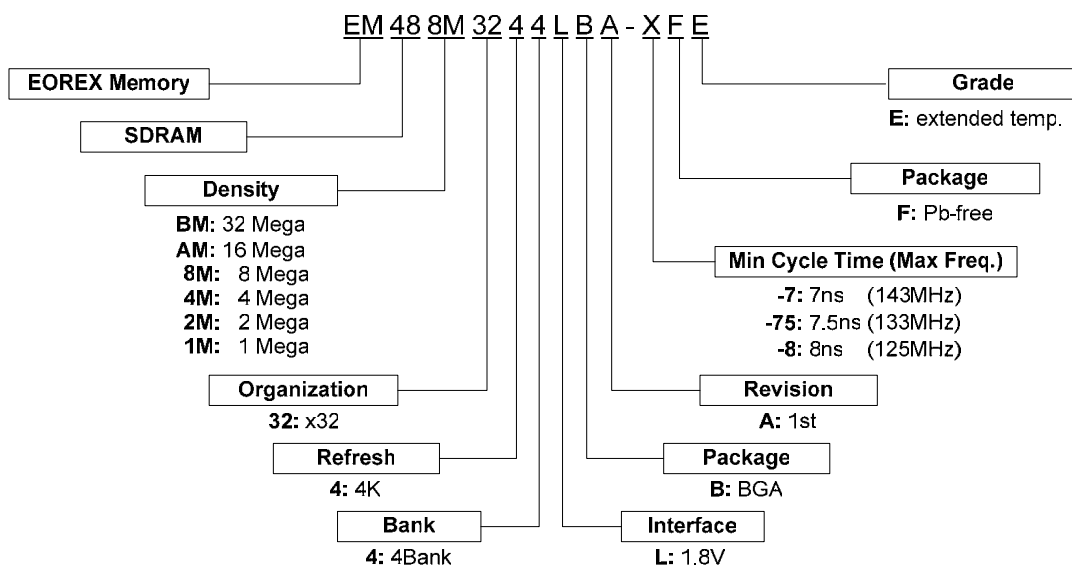 EM 48 8M 32 4 4 L B A - X F E
EOREX Memory
SDRAM
Density
BM: 32 Mega
AM: 16 Mega
8M: 8 Mega
4M: 4 Mega
2M: 2 Mega
1M: 1 Mega
Organization
32: x32
Refresh
4: 4K
Bank
4: 4Bank
Grade
E: extended temp.
Package
F: Pb-free
Min Cycle Time (Max Freq.)
-7: 7ns (143MHz)
-75: 7.5ns (133MHz)
-8: 8ns (125MHz)
Revision
A: 1st
Package
B: BGA
Interface
L: 1.8V